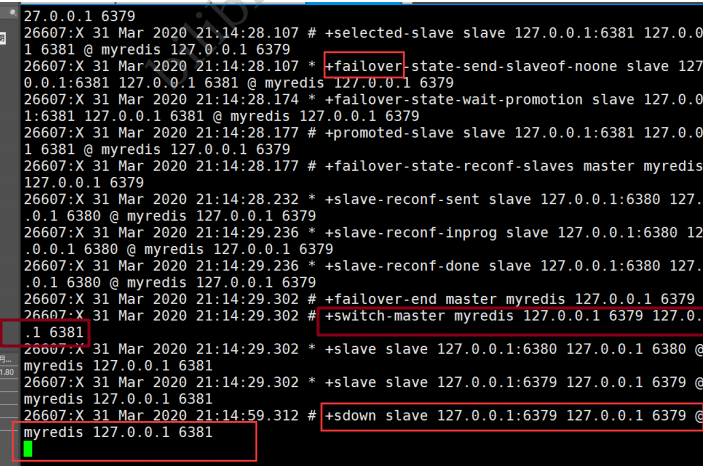 27.0.0.1 6379
26607:X 31 Mar 2020 21:14:28.107 # +selected-slave slave 127.0.0.1:6381 127.0.0
1 6381 @ myredis 127.0.0.1 6379
26607:X 31 Mar 2020 21:14:28.107 * +failover-state-send-slaveof-noone slave 127
0.0.1:6381 127.0.0.1 6381 @ myredis 127.0.0.1 6379
26607:X 31 Mar 2020 21:14:28.174 * +failover-state-wait-promotion slave 127.0.0
1:6381 127.0.0.1 6381 @ myredis 127.0.0.1 6379
26607:X 31 Mar 2020 21:14:28.177 # +promoted-slave slave 127.0.0.1:6381 127.0.0
1 6381 @ myredis 127.0.0.1 6379
26607:X 31 Mar 2020 21:14:28.177 # +failover-state-reconf-slaves master myredis
127.0.0.1 6379
26607:X 31 Mar 2020 21:14:28.232 * +slave-reconf-sent slave 127.0.0.1:6380 127.
.0.1 6380 @ myredis 127.0.0.1 6379
26607:X 31 Mar 2020 21:14:29.236 * +slave-reconf-inprog slave 127.0.0.1:6380 12
.0.0.1 6380 @ myredis 127.0.0.1 6379
26607:X 31 Mar 2020 21:14:29.236 * +slave-reconf-done slave 127.0.0.1:6380 127.
.0.1 6380 @ myredis 127.0.0.1 6379
26607:X 31 Mar 2020 21:14:29.302 # +failover-end master myredis 127.0.0.1 6379
26607:X 31 Mar 2020 21:14:29.302 # +switch-master myredis 127.0.0.1 6379 127.0.
.1 6381
26607:X 31 Mar 2020 21:14:29.302 * +slave slave 127.0.0.1:6380 127.0.0.1 6380 @
myredis 127.0.0.1 6381
1.80
26607:X 31 Mar 2020 21:14:29.302 * +slave slave 127.0.0.1:6379 127.0.0.1 6379 @
myredis 127.0.0.1 6381
26607:X 31 Mar 2020 21:14:59.312 # +sdown slave 127.0.0.1:6379 127.0.0.1 6379 @
myredis 127.0.0.1 6381